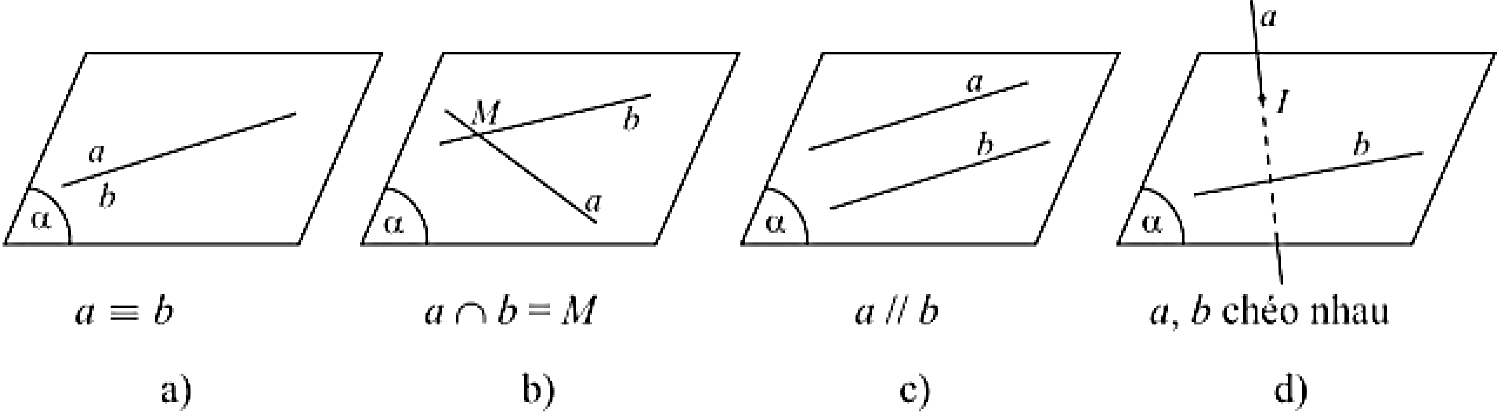 a
I
a
b
α
M
b
a
α
a
b
α
b
α
a ≡ b
a ∩ b = M
a // b
a, b chéo nhau
a)
b)
c)
d)